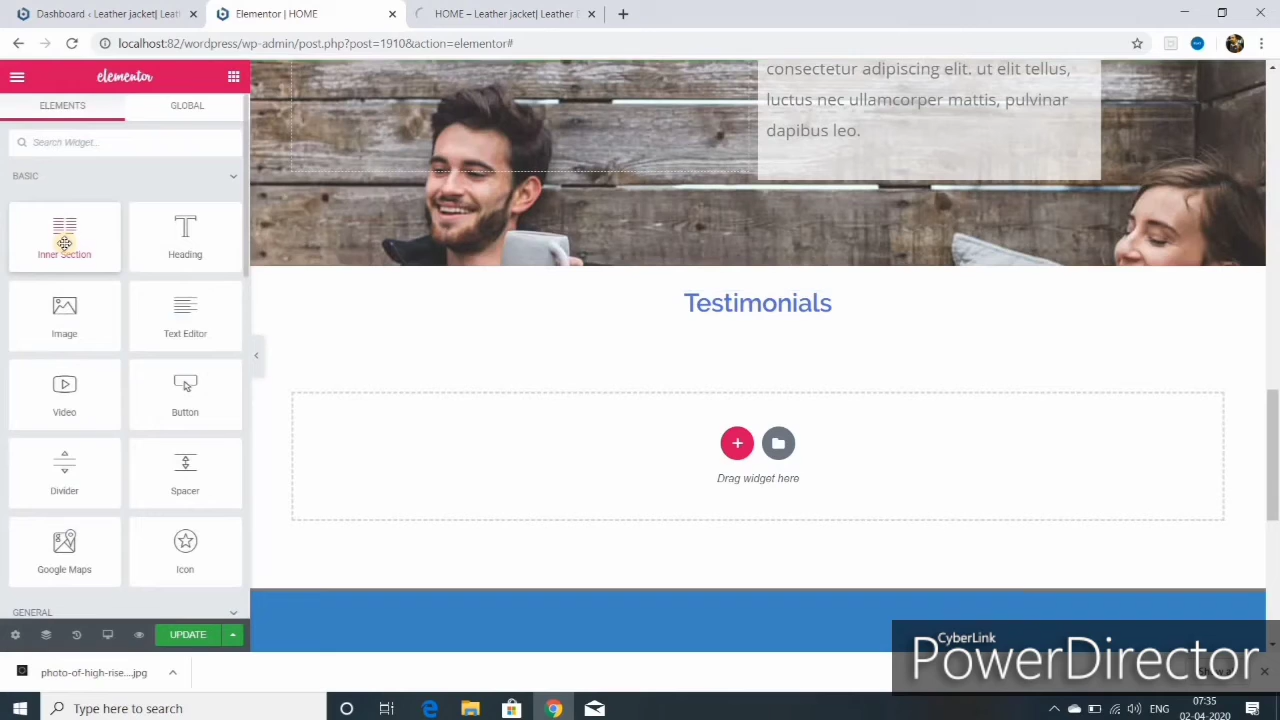 Dashboard ‹ Leather jacket| Leatl
Elementor | HOME
HOME – Leather jacket| Leather E
localhost:82/wordpress/wp-admin/post.php?post=1910&action=elementor#
elementor
ELEMENTS
GLOBAL
Search Widget...
BASIC
Inner Section
Heading
Image
Text Editor
Video
Button
Divider
Spacer
Google Maps
Icon
GENERAL
UPDATE
consectetur adipiscing elit. ut elit tellus,
luctus nec ullamcorper mattis, pulvinar
dapibus leo.
Testimonials
Drag widget here
CyberLink
PowerDirector
photo-of-high-rise....jpg
Type here to search
ENG
07:35
02-04-2020